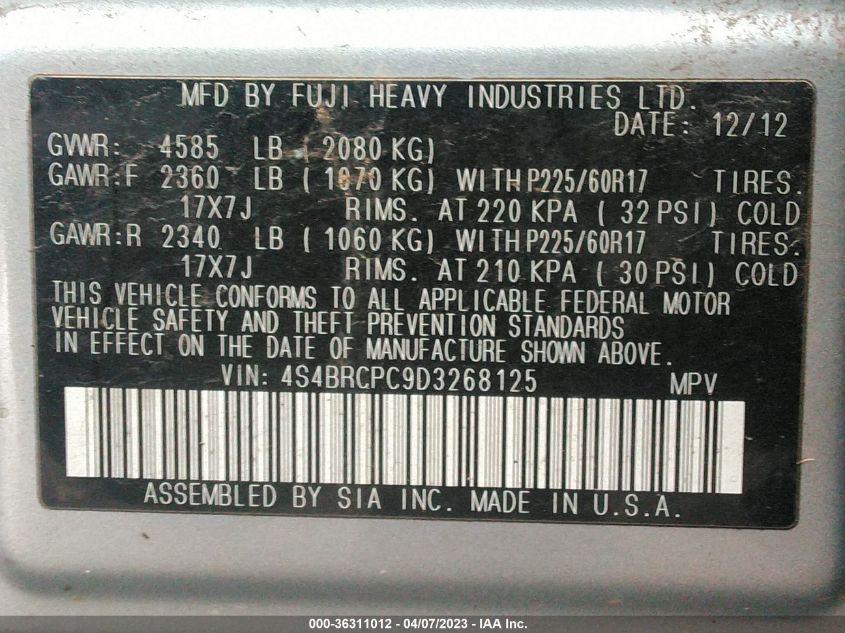 MFD BY FUJI HEAVY INDUSTRIES LTD.
DATE: 12/12
GVWR: 4585 LB ( 2080 KG)
GAWR:F 2360 LB ( 1070 KG) WITH P225/60R17 TIRES.
17X7J RIMS. AT 220 KPA ( 32 PSI) COLD
GAWR:R 2340 LB ( 1060 KG) WITH P225/60R17 TIRES.
17X7J RIMS. AT 210 KPA ( 30 PSI) COLD
THIS VEHICLE CONFORMS TO ALL APPLICABLE FEDERAL MOTOR
VEHICLE SAFETY AND THEFT PREVENTION STANDARDS
IN EFFECT ON THE DATE OF MANUFACTURE SHOWN ABOVE.
VIN: 4S4BRCPC9D3268125 MPV
ASSEMBLED BY SIA INC. MADE IN U.S.A.
000-36311012 - 04/07/2023 - IAA Inc.